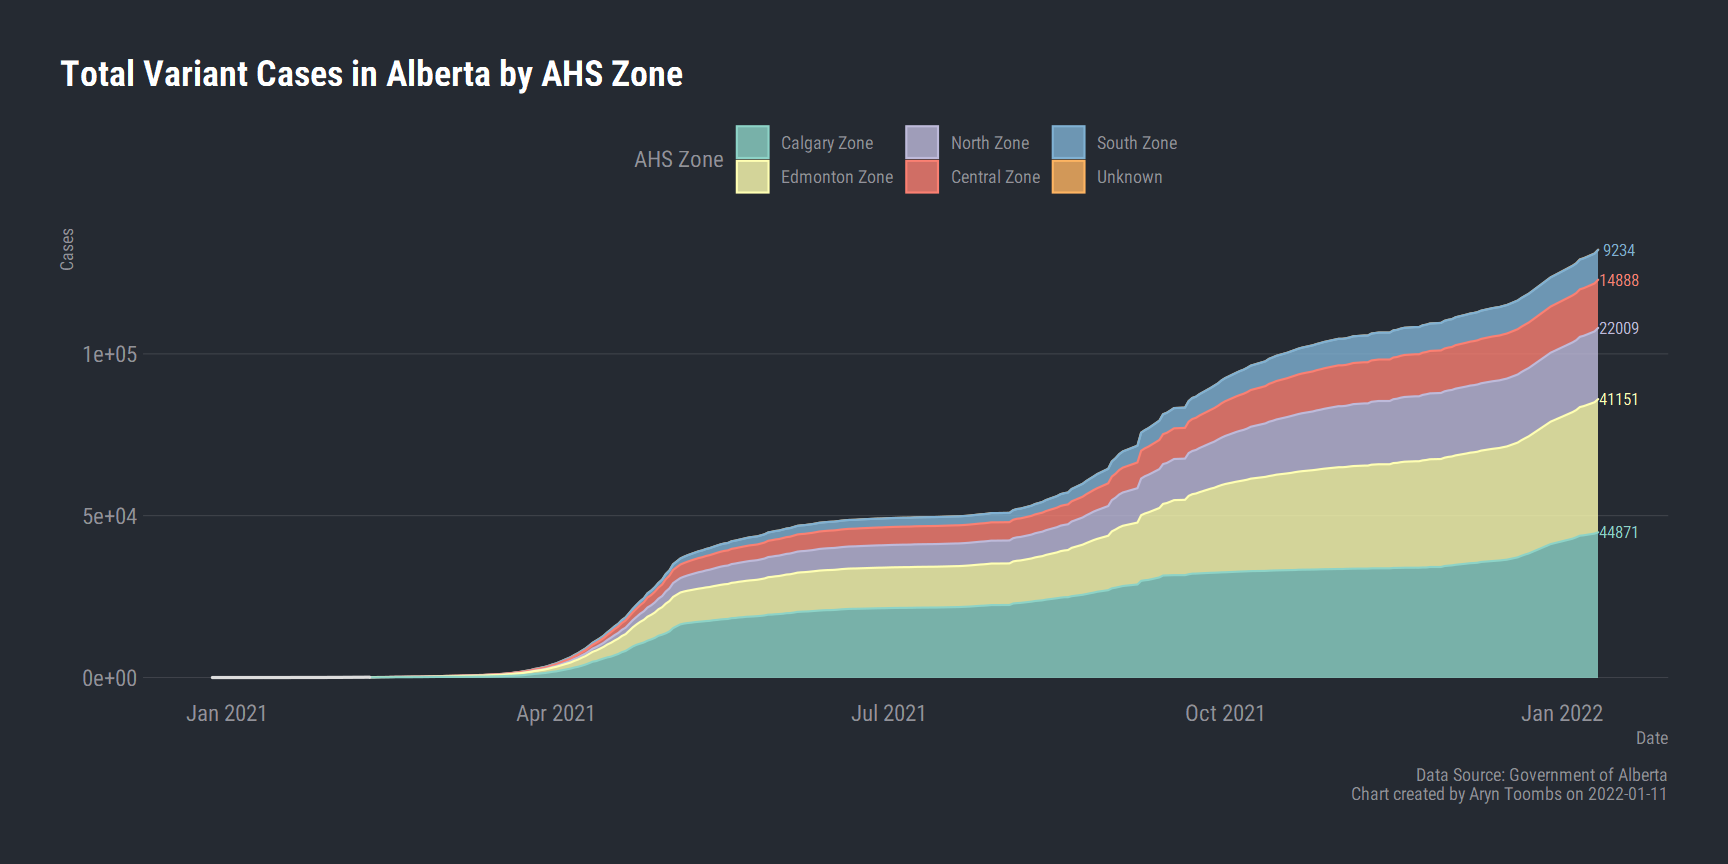 Total Variant Cases in Alberta by AHS Zone
AHS Zone
Calgary Zone
North Zone
South Zone
Edmonton Zone
Central Zone
Unknown
Cases
9234
14888
22009
1e+05
41151
5e+04
44871
0e+00
Jan 2021
Apr 2021
Jul 2021
Oct 2021
Jan 2022
Date
Data Source: Government of Alberta
Chart created by Aryn Toombs on 2022-01-11